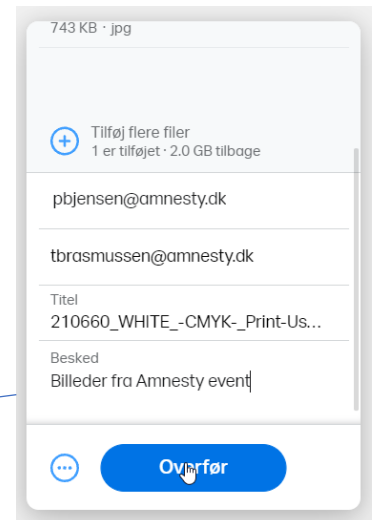 743 KB · jpg
Tilføj flere filer
1 er tilføjet · 2.0 GB tilbage
pbjensen@amnesty.dk
tbrasmussen@amnesty.dk
Titel
210660_WHITE_-CMYK-_Print-Us...
Besked
Billeder fra Amnesty event
Overfør